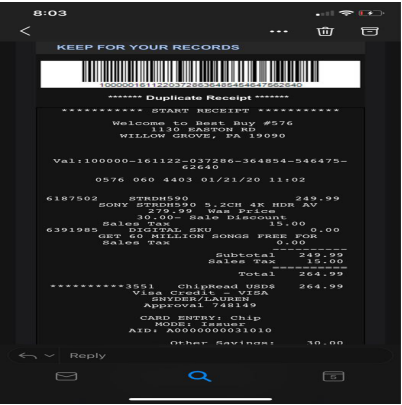 8:03
KEEP FOR YOUR RECORDS
1000001611220372863648546475462640
******* Duplicate Receipt *******
*********** START RECEIPT ***********
Welcome to Best Buy #576
1130 EASTON RD
WILLOW GROVE, PA 19090
Val:100000-161122-037286-364854-546475-
62640
0576 060 4403 01/21/20 11:02
6187502 STRDH590 249.99
SONY STRDH590 5.2CH 4K HDR AV
279.99 Was Price
30.00- Sale Discount
Sales Tax 15.00
6391985 DIGITAL SKU 0.00
GET 60 MILLION SONGS FREE FOR
Sales Tax 0.00
Subtotal 249.99
Sales Tax 15.00
Total 264.99
**********3551 ChipRead USD$ 264.99
Visa Credit - VISA
SNYDER/LAUREN
Approval 748149
CARD ENTRY: Chip
MODE: Issuer
AID: A0000000031010
Other Savings: 30.00
Reply
5